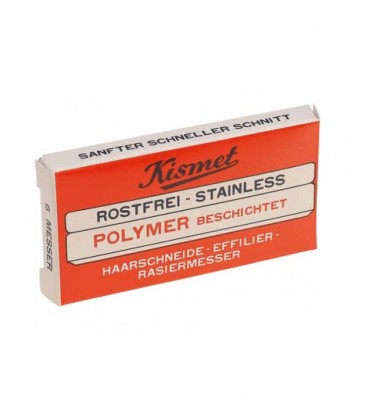 SANFTER SCHNELLER SCHNITT
Kismet
ROSTFREI - STAINLESS
POLYMER BESCHICHTET
HAARSCHNEIDE - EFFILIER -
RASIERMESSER
6 MESSER